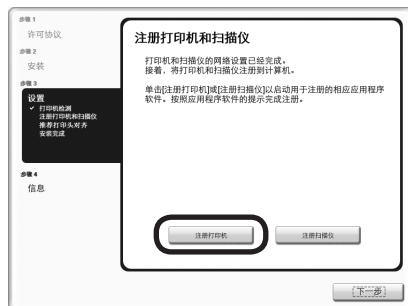 步骤 1
许可协议
步骤 2
安装
步骤 3
设置
✓ 打印机检测
注册打印机和扫描仪
推荐打印头对齐
安装完成
步骤 4
信息
注册打印机和扫描仪
打印机和扫描仪的网络设置已经完成。
接着，将打印机和扫描仪注册到计算机。
单击[注册打印机]或[注册扫描仪]以启动用于注册的相应应用程序
软件。按照应用程序软件的提示完成注册。
注册打印机
注册扫描仪
下一步